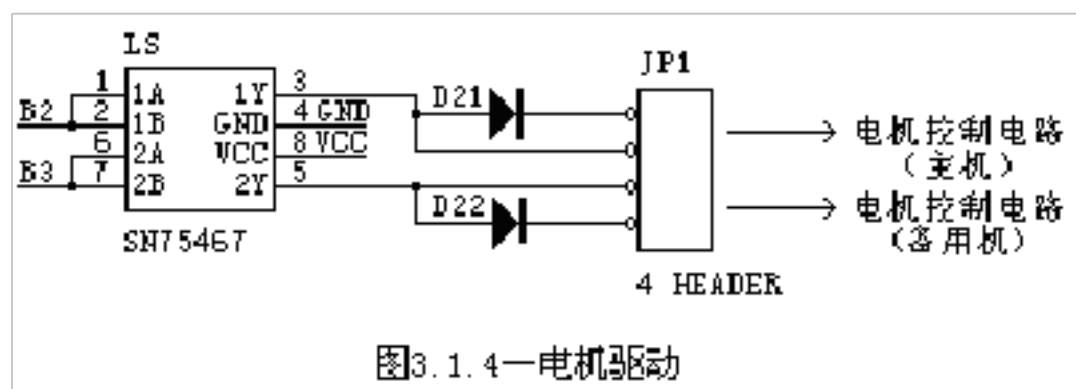 LS
JP1
1 1A 1Y 3
B2 2 1B GND 4 GND
6 2A VCC 8 VCC
B3 7 2B 2Y 5
D21
D22
SN75467
电机控制电路
(主机)
电机控制电路
(备用机)
4 HEADER
图3.1.4—电机驱动